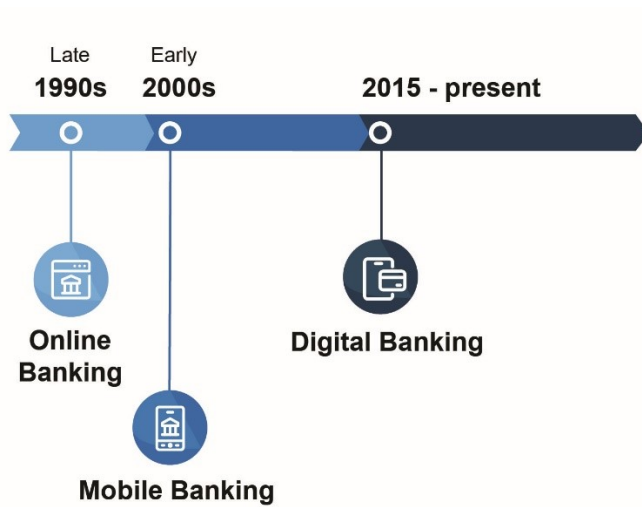 Late
1990s
Early
2000s
2015 - present
Online
Banking
Mobile Banking
Digital Banking